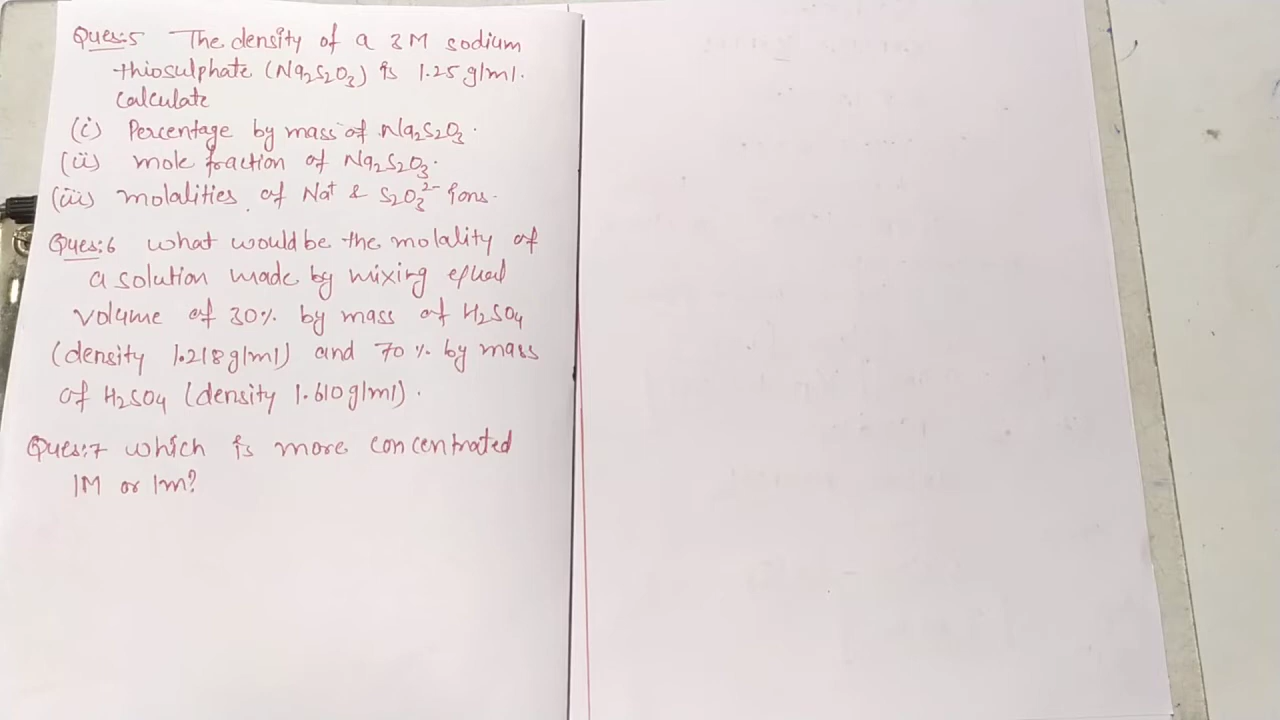 Ques:5 The density of a 3M sodium
thiosulphate (Na2S2O3) is 1.25 g/ml.
Calculate
(i) Percentage by mass of Na2S2O3.
(ii) mole fraction of Na2S2O3.
(iii) molalities of Na+ & S2O3^2- ions.
Ques:6 what would be the molality of
a solution made by mixing equal
volume of 30% by mass of H2SO4
(density 1.218 g/ml) and 70% by mass
of H2SO4 (density 1.610 g/ml).
Ques:7 which is more concentrated
1M or 1m?